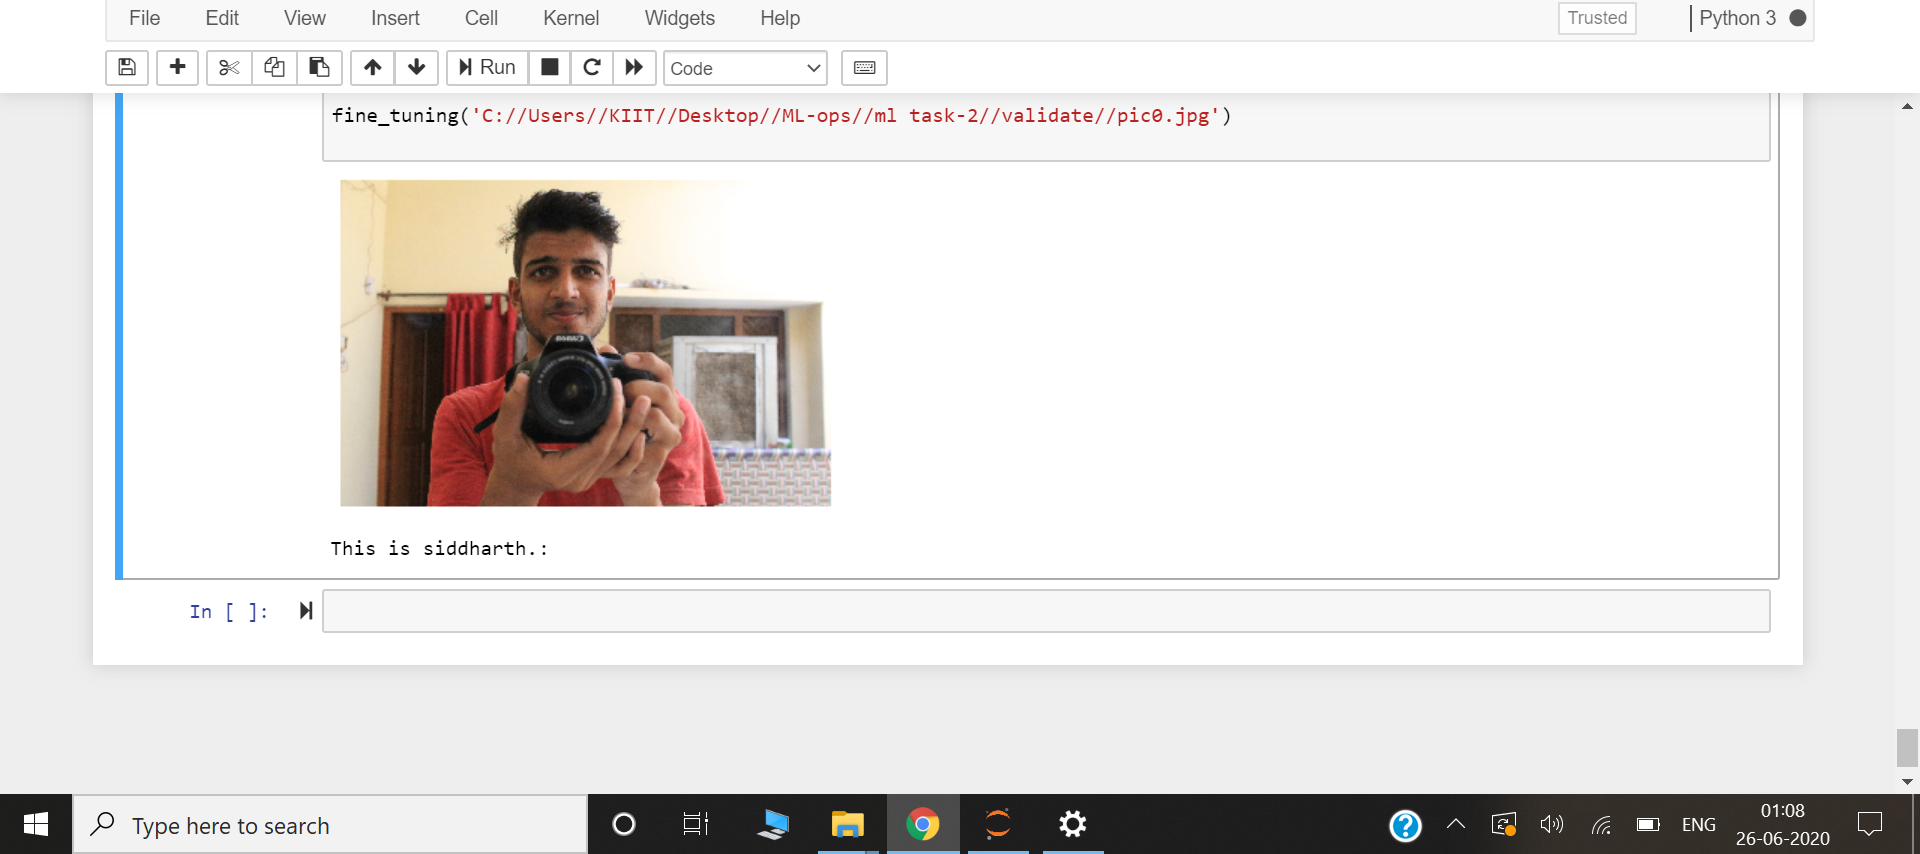 File Edit View Insert Cell Kernel Widgets Help Trusted Python 3
Run Code
fine_tuning('C://Users//KIIT//Desktop//ML-ops//ml task-2//validate//pic0.jpg')
This is siddharth.:
In [ ]:
Type here to search
ENG
01:08
26-06-2020